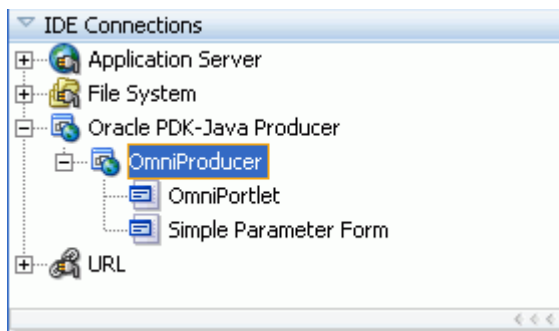 IDE Connections
Application Server
File System
Oracle PDK-Java Producer
OmniProducer
OmniPortlet
Simple Parameter Form
URL